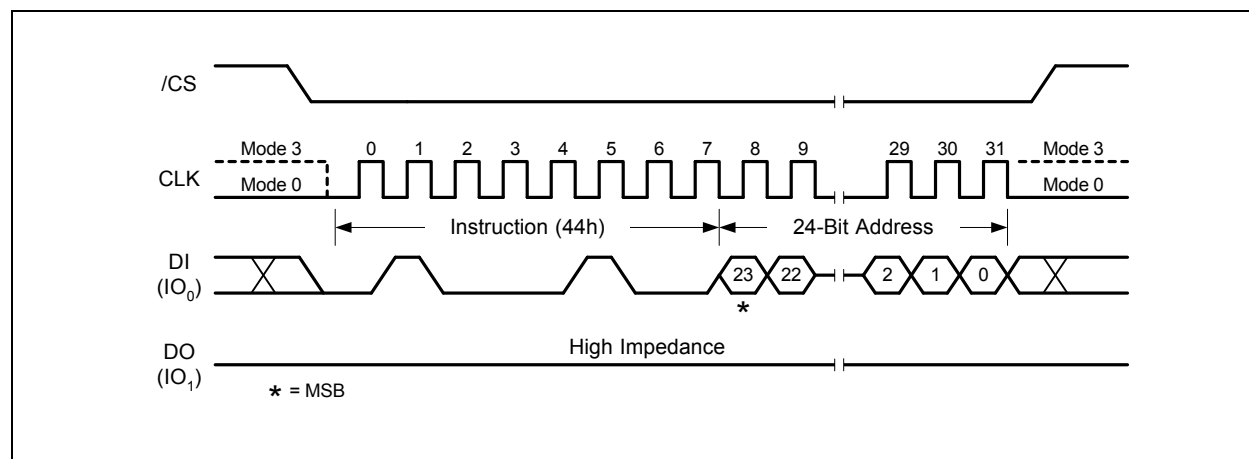 /CS
Mode 3 0 1 2 3 4 5 6 7 8 9 29 30 31 Mode 3
CLK Mode 0 Mode 0
Instruction (44h) 24-Bit Address
DI
(IO0) 23 22 2 1 0
*
DO High Impedance
(IO1)
* = MSB